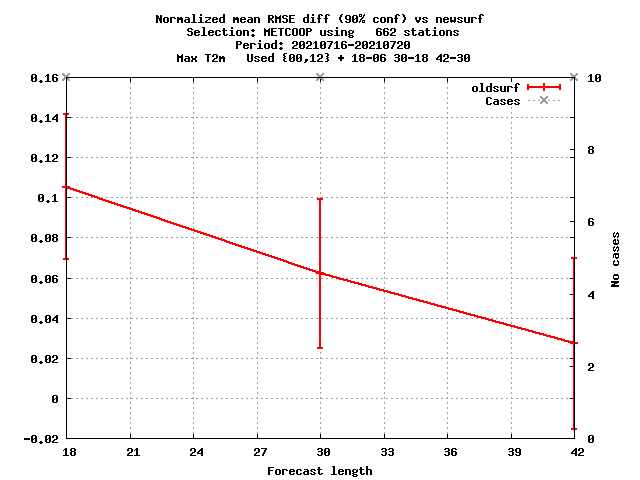 Normalized mean RMSE diff (90% conf) vs newsurf
Selection: METCOOP using   662 stations
Period: 20210716-20210720
Max T2m   Used {00,12} + 18-06 30-18 42-30
oldsurf
Cases
0.16
0.14
0.12
0.1
0.08
0.06
0.04
0.02
0
-0.02
10
8
6
4
2
0
No cases
18 21 24 27 30 33 36 39 42
Forecast length